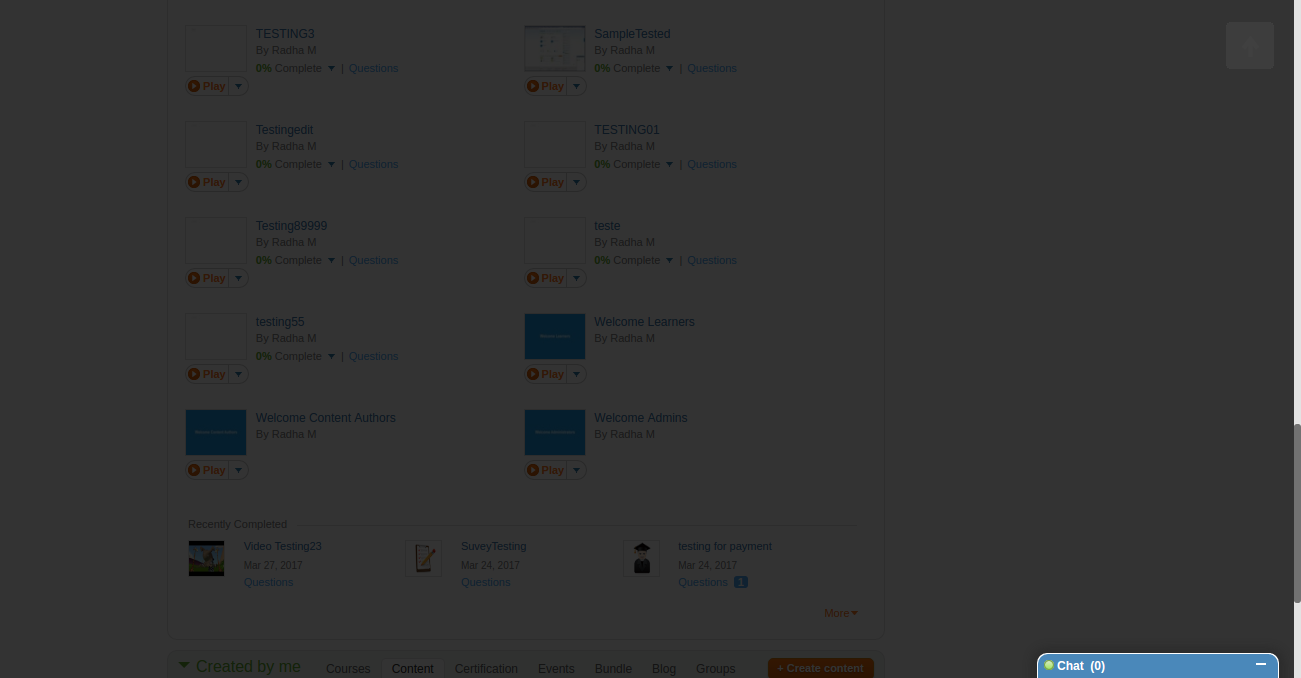 TESTING3
By Radha M
0% Complete | Questions
Play
SampleTested
By Radha M
0% Complete | Questions
Play
Testingedit
By Radha M
0% Complete | Questions
Play
TESTING01
By Radha M
0% Complete | Questions
Play
Testing89999
By Radha M
0% Complete | Questions
Play
teste
By Radha M
0% Complete | Questions
Play
testing55
By Radha M
0% Complete | Questions
Play
Welcome Learners
By Radha M
Play
Welcome Content Authors
By Radha M
Play
Welcome Admins
By Radha M
Play
Recently Completed
Video Testing23
Mar 27, 2017
Questions
SuveyTesting
Mar 24, 2017
Questions
testing for payment
Mar 24, 2017
Questions 1
More
Created by me Courses Content Certification Events Bundle Blog Groups + Create content
Chat (0)